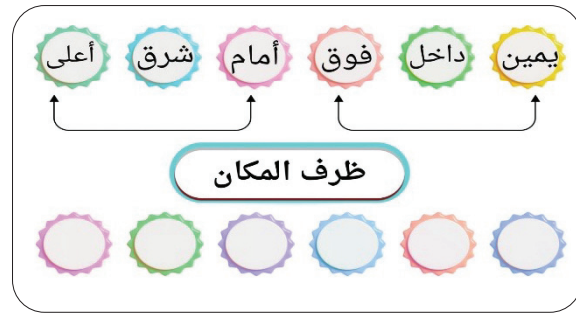 يمين داخل فوق أمام شرق أعلى
ظرف المكان